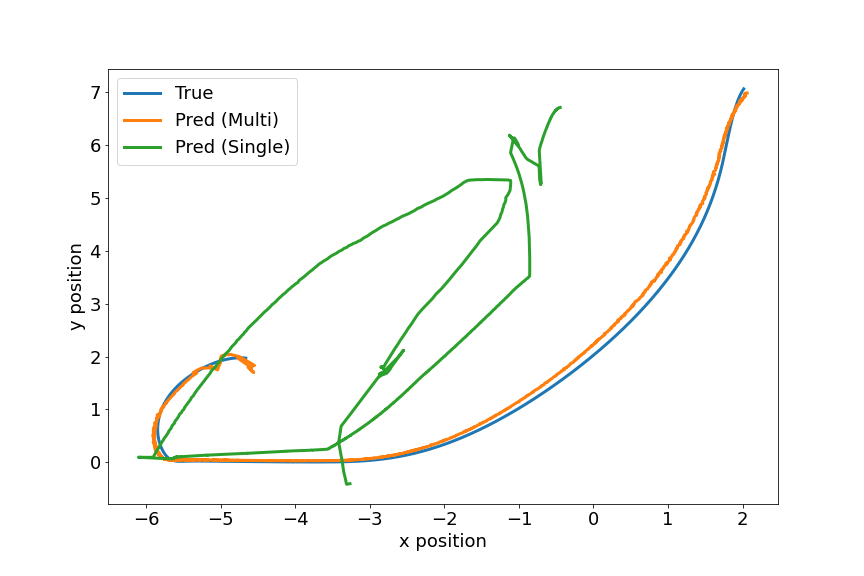 7
6
5
4
3
2
1
0
y position
True
Pred (Multi)
Pred (Single)
−6 −5 −4 −3 −2 −1 0 1 2
x position